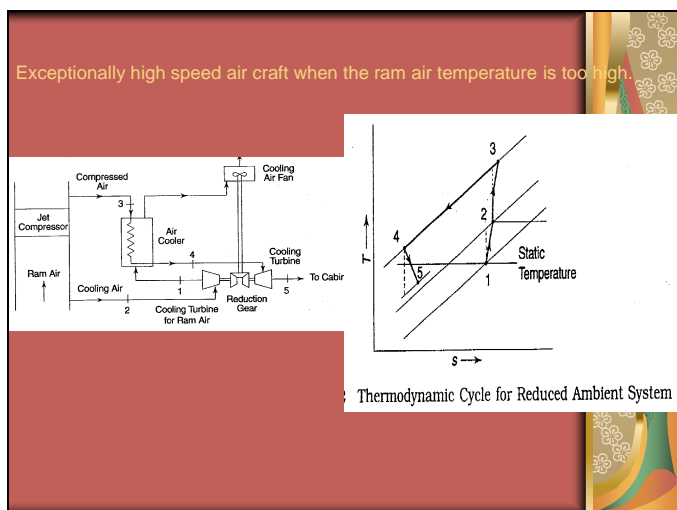 Exceptionally high speed air craft when the ram air temperature is too high.
Compressed
Air
3
Jet
Compressor
Ram Air
Cooling Air
2
Air
Cooler
4
1
Cooling Turbine
for Ram Air
Reduction
Gear
Cooling
Air Fan
Cooling
Turbine
5
To Cabir
T
3
2
4
5
1
Static
Temperature
S
Thermodynamic Cycle for Reduced Ambient System